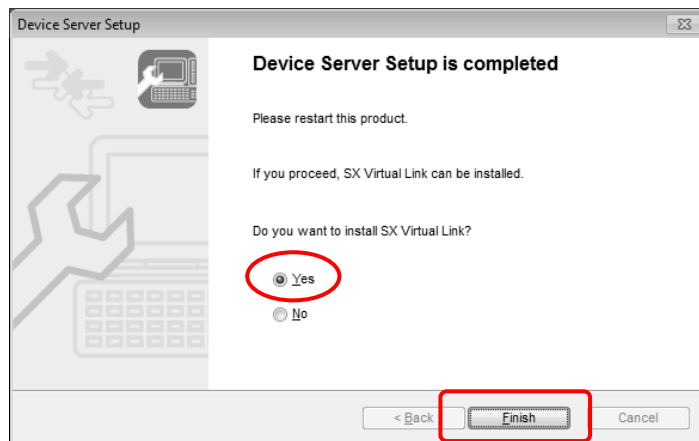 Device Server Setup
Device Server Setup is completed
Please restart this product.
If you proceed, SX Virtual Link can be installed.
Do you want to install SX Virtual Link?
Yes
No
< Back
Finish
Cancel